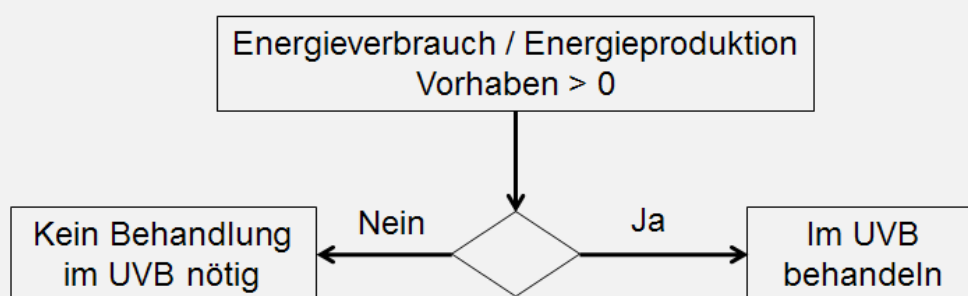 Energieverbrauch / Energieproduktion
Vorhaben > 0
Nein
Ja
Kein Behandlung
im UVB nötig
Im UVB
behandeln